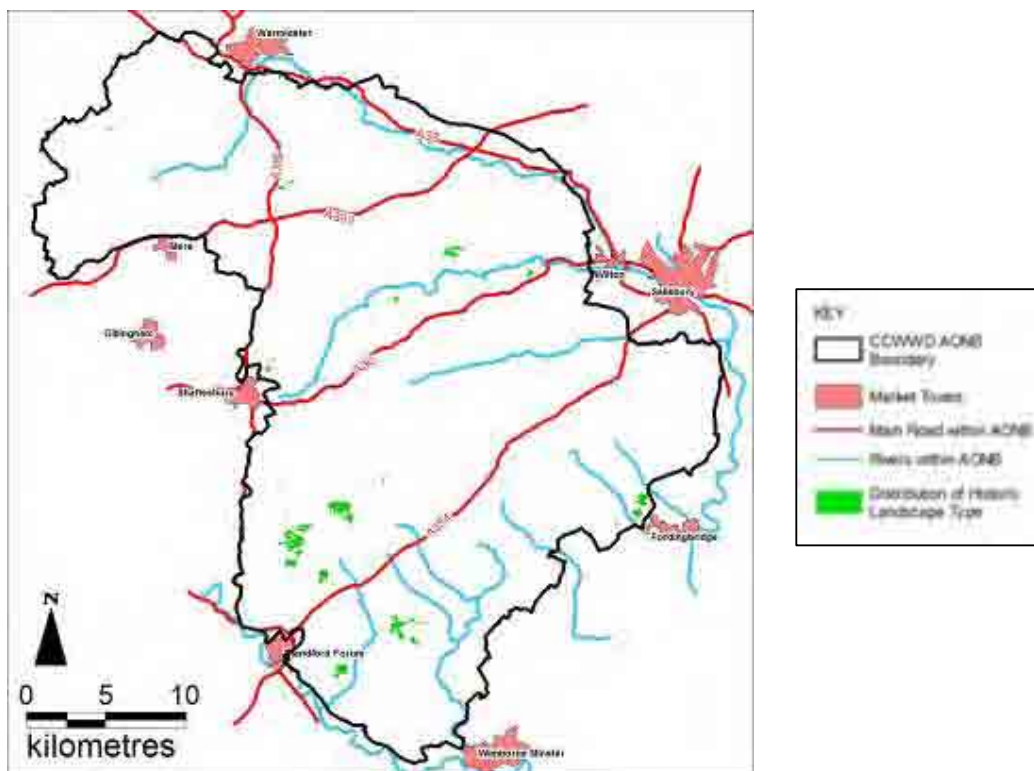 Warminster
A36
A303
Mere
Wilton
Salisbury
Gillingham
Shaftesbury
A30
A354
Fordingbridge
Blandford Forum
Wimborne Minster
N
0 5 10
kilometres
KEY
CCWWD AONB
Boundary
Market Towns
Main Road within AONB
Rivers within AONB
Distribution of Historic
Landscape Type